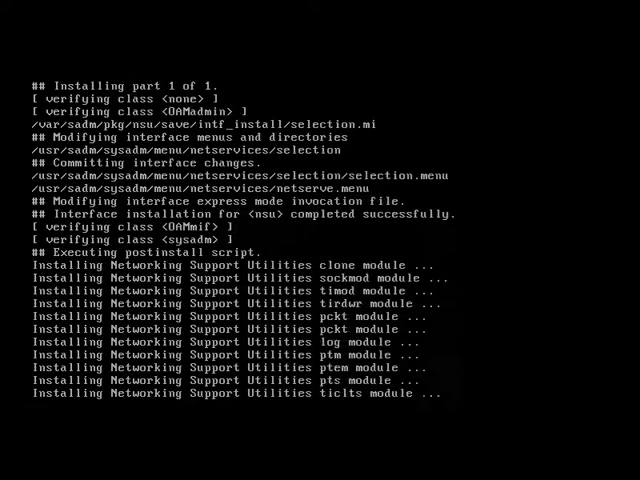 ## Installing part 1 of 1.
[ verifying class <none> ]
[ verifying class <OAMadmin> ]
/var/sadm/pkg/nsu/save/intf_install/selection.mi
## Modifying interface menus and directories
/usr/sadm/sysadm/menu/netservices/selection
## Committing interface changes.
/usr/sadm/sysadm/menu/netservices/selection/selection.menu
/usr/sadm/sysadm/menu/netservices/netserve.menu
## Modifying interface express mode invocation file.
## Interface installation for <nsu> completed successfully.
[ verifying class <OAMmif> ]
[ verifying class <sysadm> ]
## Executing postinstall script.
Installing Networking Support Utilities clone module ...
Installing Networking Support Utilities sockmod module ...
Installing Networking Support Utilities timod module ...
Installing Networking Support Utilities tirdwr module ...
Installing Networking Support Utilities pckt module ...
Installing Networking Support Utilities pckt module ...
Installing Networking Support Utilities log module ...
Installing Networking Support Utilities ptm module ...
Installing Networking Support Utilities ptem module ...
Installing Networking Support Utilities pts module ...
Installing Networking Support Utilities ticlts module ...